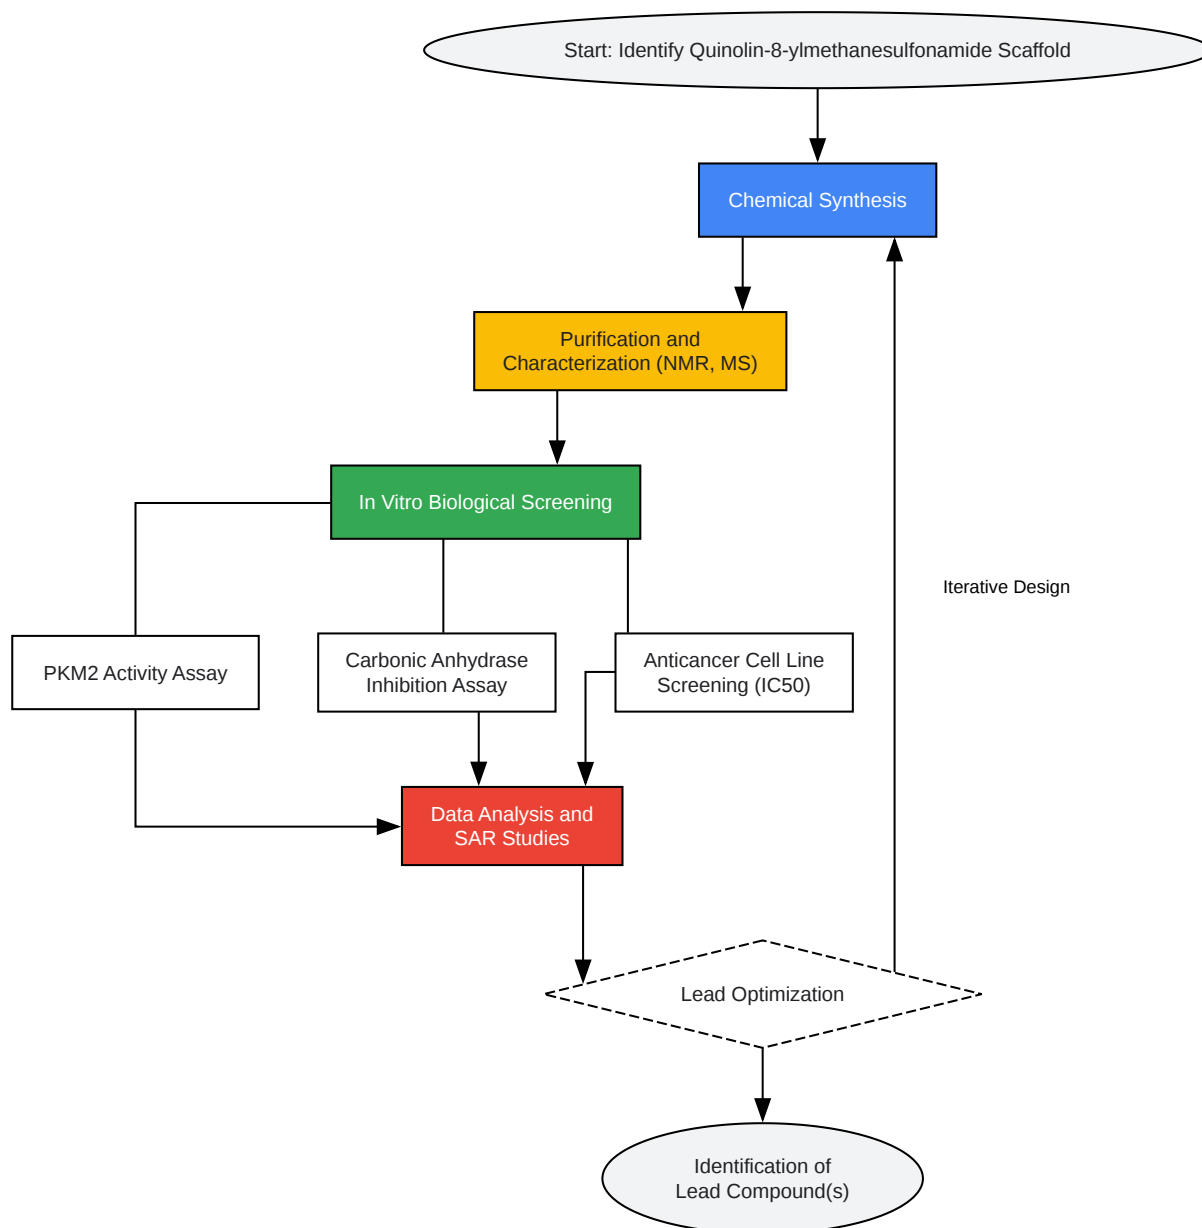 Start: Identify Quinolin-8-ylmethanesulfonamide Scaffold
Chemical Synthesis
Purification and
Characterization (NMR, MS)
In Vitro Biological Screening
Iterative Design
PKM2 Activity Assay
Carbonic Anhydrase
Inhibition Assay
Anticancer Cell Line
Screening (IC50)
Data Analysis and
SAR Studies
Lead Optimization
Identification of
Lead Compound(s)